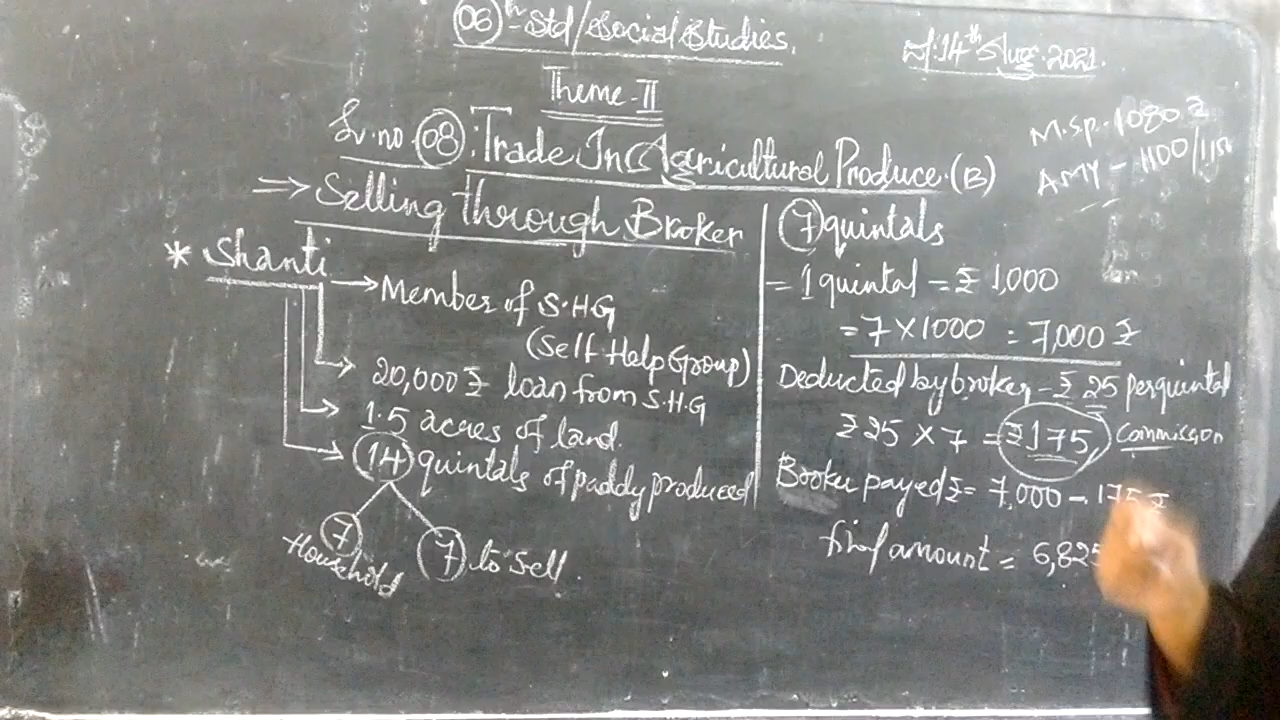 06th Std/Social Studies.
D/: 14th Aug. 2021.
Theme-II
Lr.no.08: Trade In Agricultural Produce.(B)
M.sp.-1080 ₹
AMY - 1100/
=> Selling through Broker
* Shanti
→ Member of S.H.G
(Self Help Group)
→ 20,000 ₹ loan from S.H.G
→ 1.5 acres of land.
→ 14 quintals of paddy produced
7 Household
7 to sell.
7 quintals
= 1 quintal = ₹ 1,000
= 7 X 1000 = 7,000 ₹
Deducted by broker - ₹ 25 per quintal
₹ 25 X 7 = ₹175, Commission
Broker payed ₹ = 7,000 - 175 ₹
final amount = 6,825